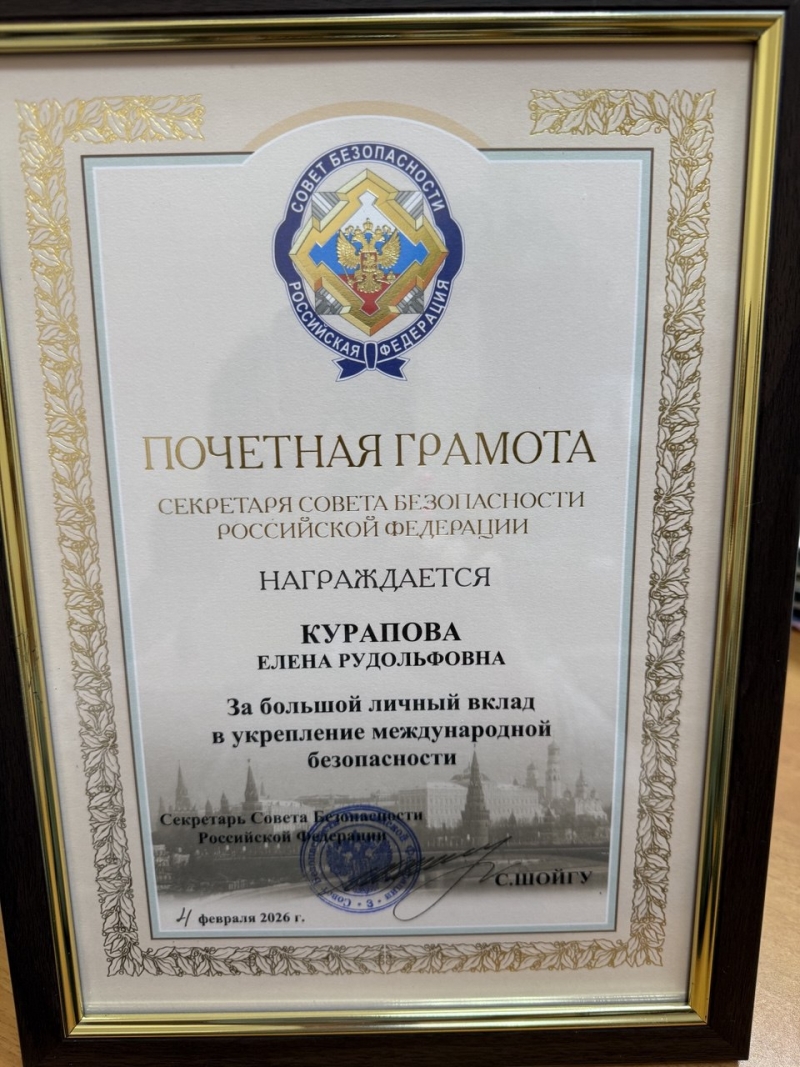 СОВЕТ БЕЗОПАСНОСТИ
РОССИЙСКАЯ ФЕДЕРАЦИЯ
ПОЧЕТНАЯ ГРАМОТА
СЕКРЕТАРЯ СОВЕТА БЕЗОПАСНОСТИ
РОССИЙСКОЙ ФЕДЕРАЦИИ
НАГРАЖДАЕТСЯ
КУРАПОВА
ЕЛЕНА РУДОЛЬФОВНА
За большой личный вклад
в укрепление международной
безопасности
Секретарь Совета Безопасности
Российской Федерации
С.ШОЙГУ
4 февраля 2026 г.